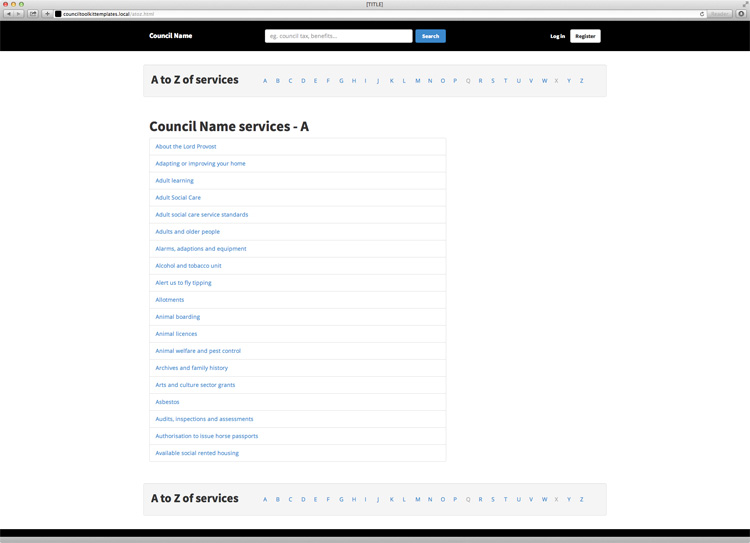 [TITLE]
counciltoolkittemplates.local/atoz.html
Reader
Council Name
eg. council tax, benefits...
Search
Log in
Register
A to Z of services
A B C D E F G H I J K L M N O P Q R S T U V W X Y Z
Council Name services - A
About the Lord Provost
Adapting or improving your home
Adult learning
Adult Social Care
Adult social care service standards
Adults and older people
Alarms, adaptions and equipment
Alcohol and tobacco unit
Alert us to fly tipping
Allotments
Animal boarding
Animal licences
Animal welfare and pest control
Archives and family history
Arts and culture sector grants
Asbestos
Audits, inspections and assessments
Authorisation to issue horse passports
Available social rented housing
A to Z of services
A B C D E F G H I J K L M N O P Q R S T U V W X Y Z